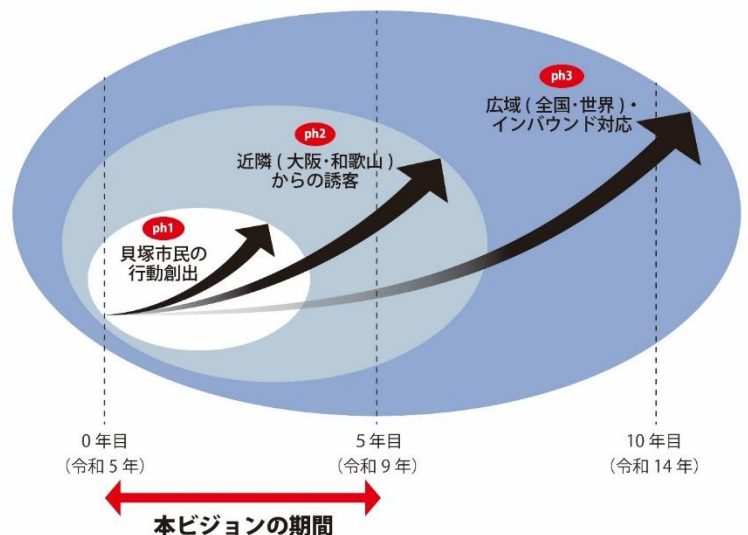 ph1
貝塚市民の
行動創出
ph2
近隣(大阪・和歌山)
からの誘客
ph3
広域(全国・世界)・
インバウンド対応
0年目
(令和5年)
5年目
(令和9年)
10年目
(令和14年)
本ビジョンの期間